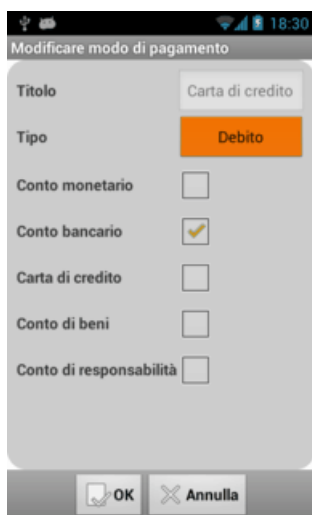 18:30
Modificare modo di pagamento
Titolo Carta di credito
Tipo Debito
Conto monetario
Conto bancario
Carta di credito
Conto di beni
Conto di responsabilità
OK Annulla